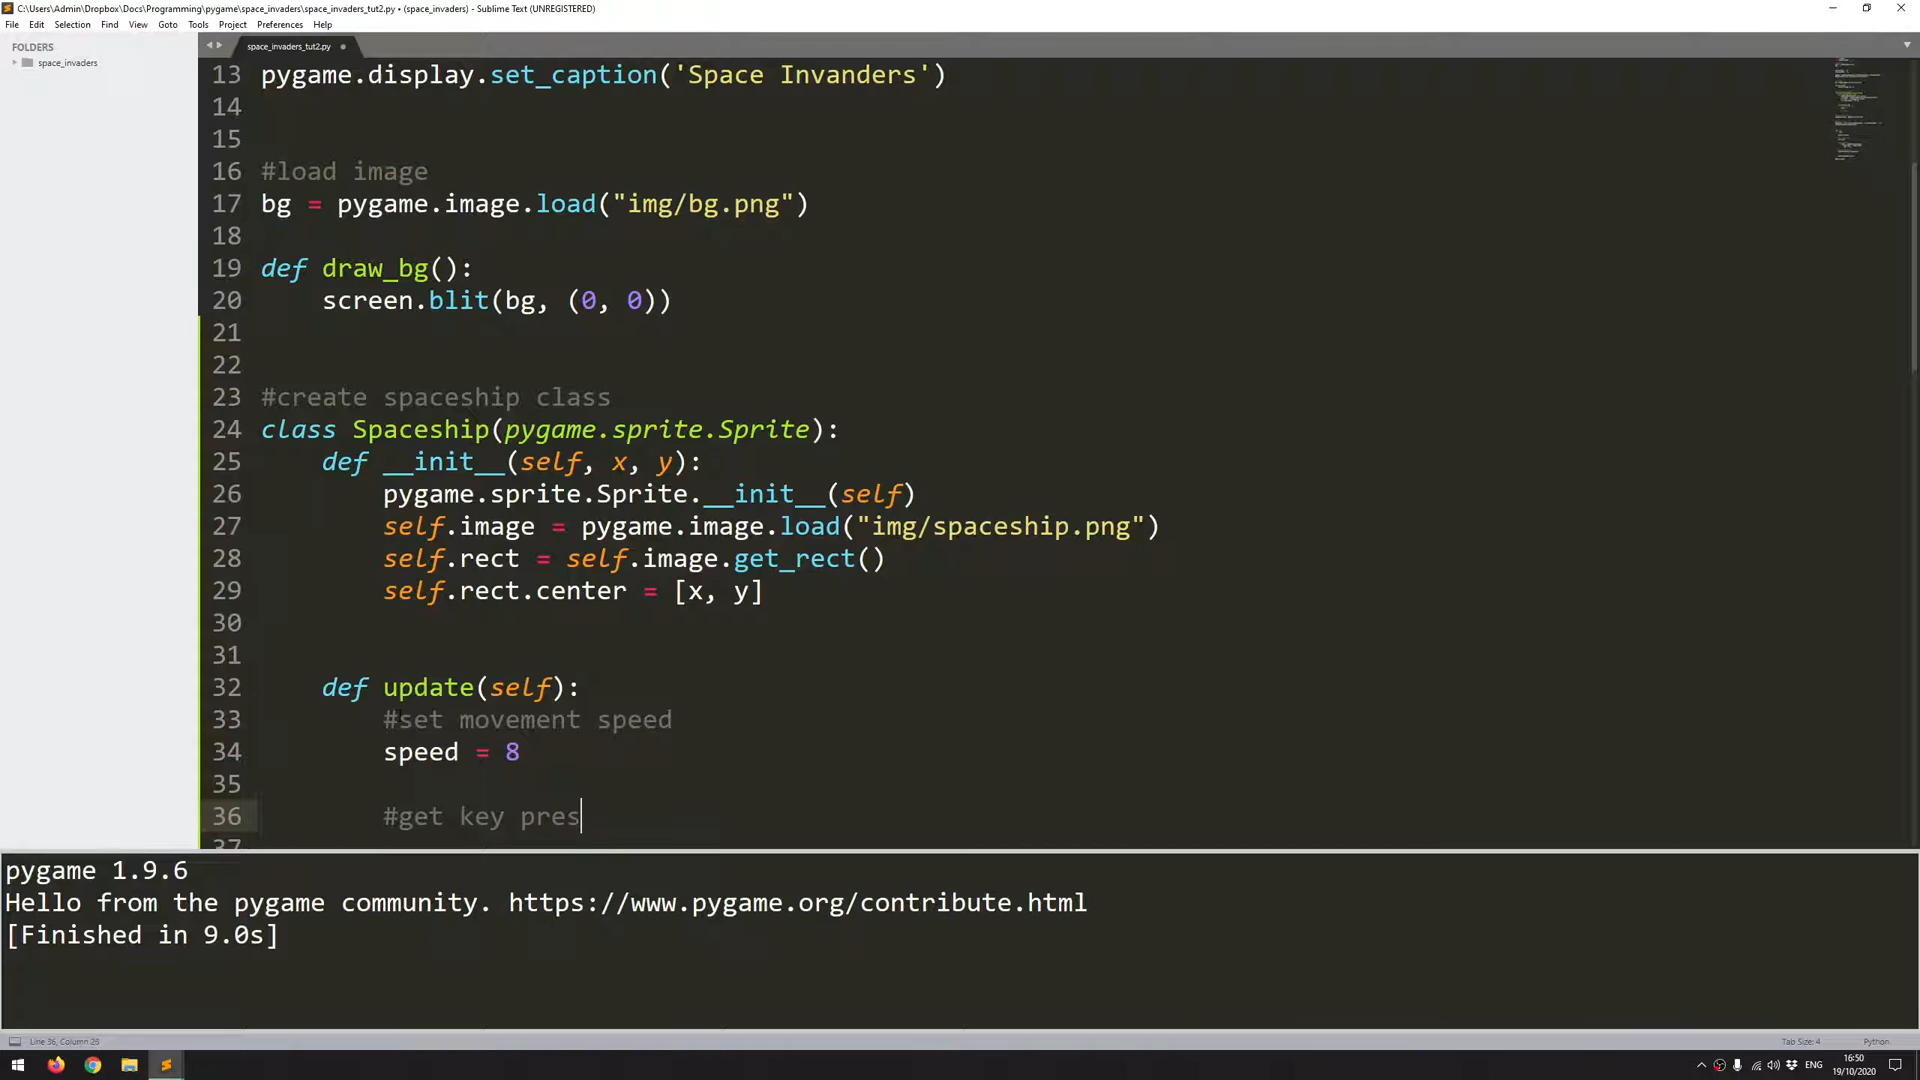 C:\Users\Admin\Dropbox\Docs\Programming\pygame\space_invaders\space_invaders_tut2.py • (space_invaders) - Sublime Text (UNREGISTERED)
File Edit Selection Find View Goto Tools Project Preferences Help
FOLDERS
space_invaders
space_invaders_tut2.py
13 pygame.display.set_caption('Space Invanders')
14
15
16 #load image
17 bg = pygame.image.load("img/bg.png")
18
19 def draw_bg():
20     screen.blit(bg, (0, 0))
21
22
23 #create spaceship class
24 class Spaceship(pygame.sprite.Sprite):
25     def __init__(self, x, y):
26         pygame.sprite.Sprite.__init__(self)
27         self.image = pygame.image.load("img/spaceship.png")
28         self.rect = self.image.get_rect()
29         self.rect.center = [x, y]
30
31
32     def update(self):
33         #set movement speed
34         speed = 8
35
36         #get key pres
37
pygame 1.9.6
Hello from the pygame community. https://www.pygame.org/contribute.html
[Finished in 9.0s]
Line 36, Column 26
Tab Size: 4 Python
ENG
16:50
19/10/2020